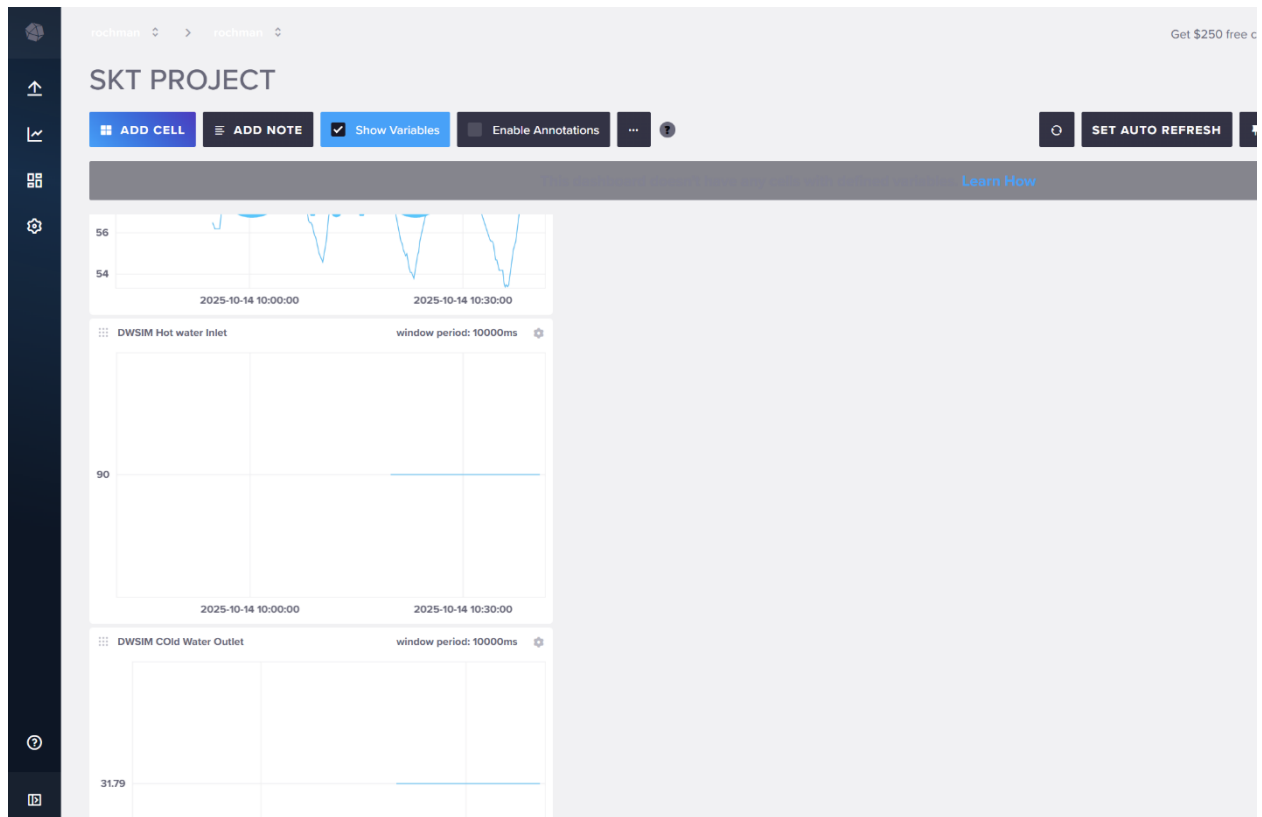 rochman > rochman
Get $250 free c
SKT PROJECT
ADD CELL
ADD NOTE
Show Variables
Enable Annotations
...
?
SET AUTO REFRESH
Learn How
56
54
2025-10-14 10:00:00 2025-10-14 10:30:00
DWSIM Hot water Inlet window period: 10000ms
90
2025-10-14 10:00:00 2025-10-14 10:30:00
DWSIM COld Water Outlet window period: 10000ms
31.79